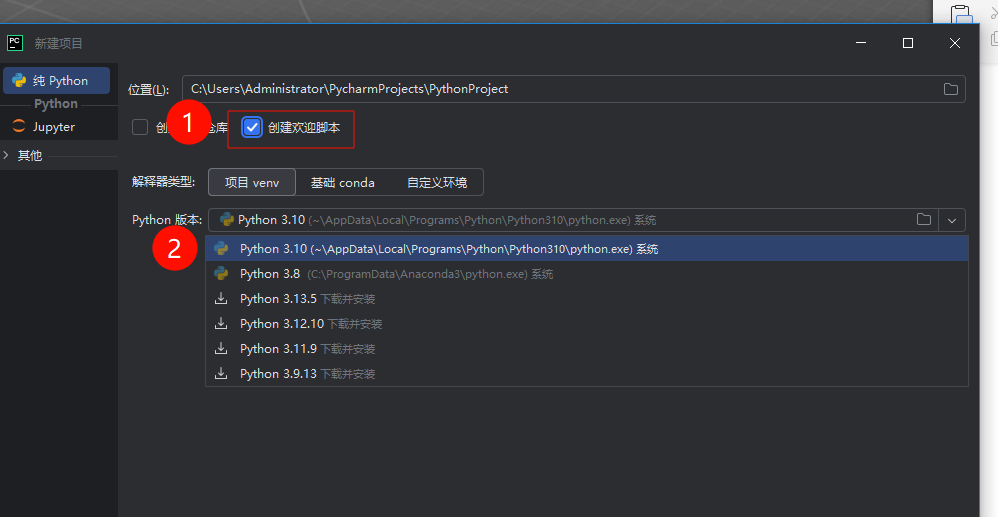 PC
新建项目
纯 Python
Python
Jupyter
其他
位置(L):
C:\Users\Administrator\PycharmProjects\PythonProject
创
1
仓库
创建欢迎脚本
解释器类型:
项目 venv
基础 conda
自定义环境
Python 版本:
Python 3.10 (~\AppData\Local\Programs\Python\Python310\python.exe) 系统
2
Python 3.10 (~\AppData\Local\Programs\Python\Python310\python.exe) 系统
Python 3.8 (C:\ProgramData\Anaconda3\python.exe) 系统
Python 3.13.5 下载并安装
Python 3.12.10 下载并安装
Python 3.11.9 下载并安装
Python 3.9.13 下载并安装